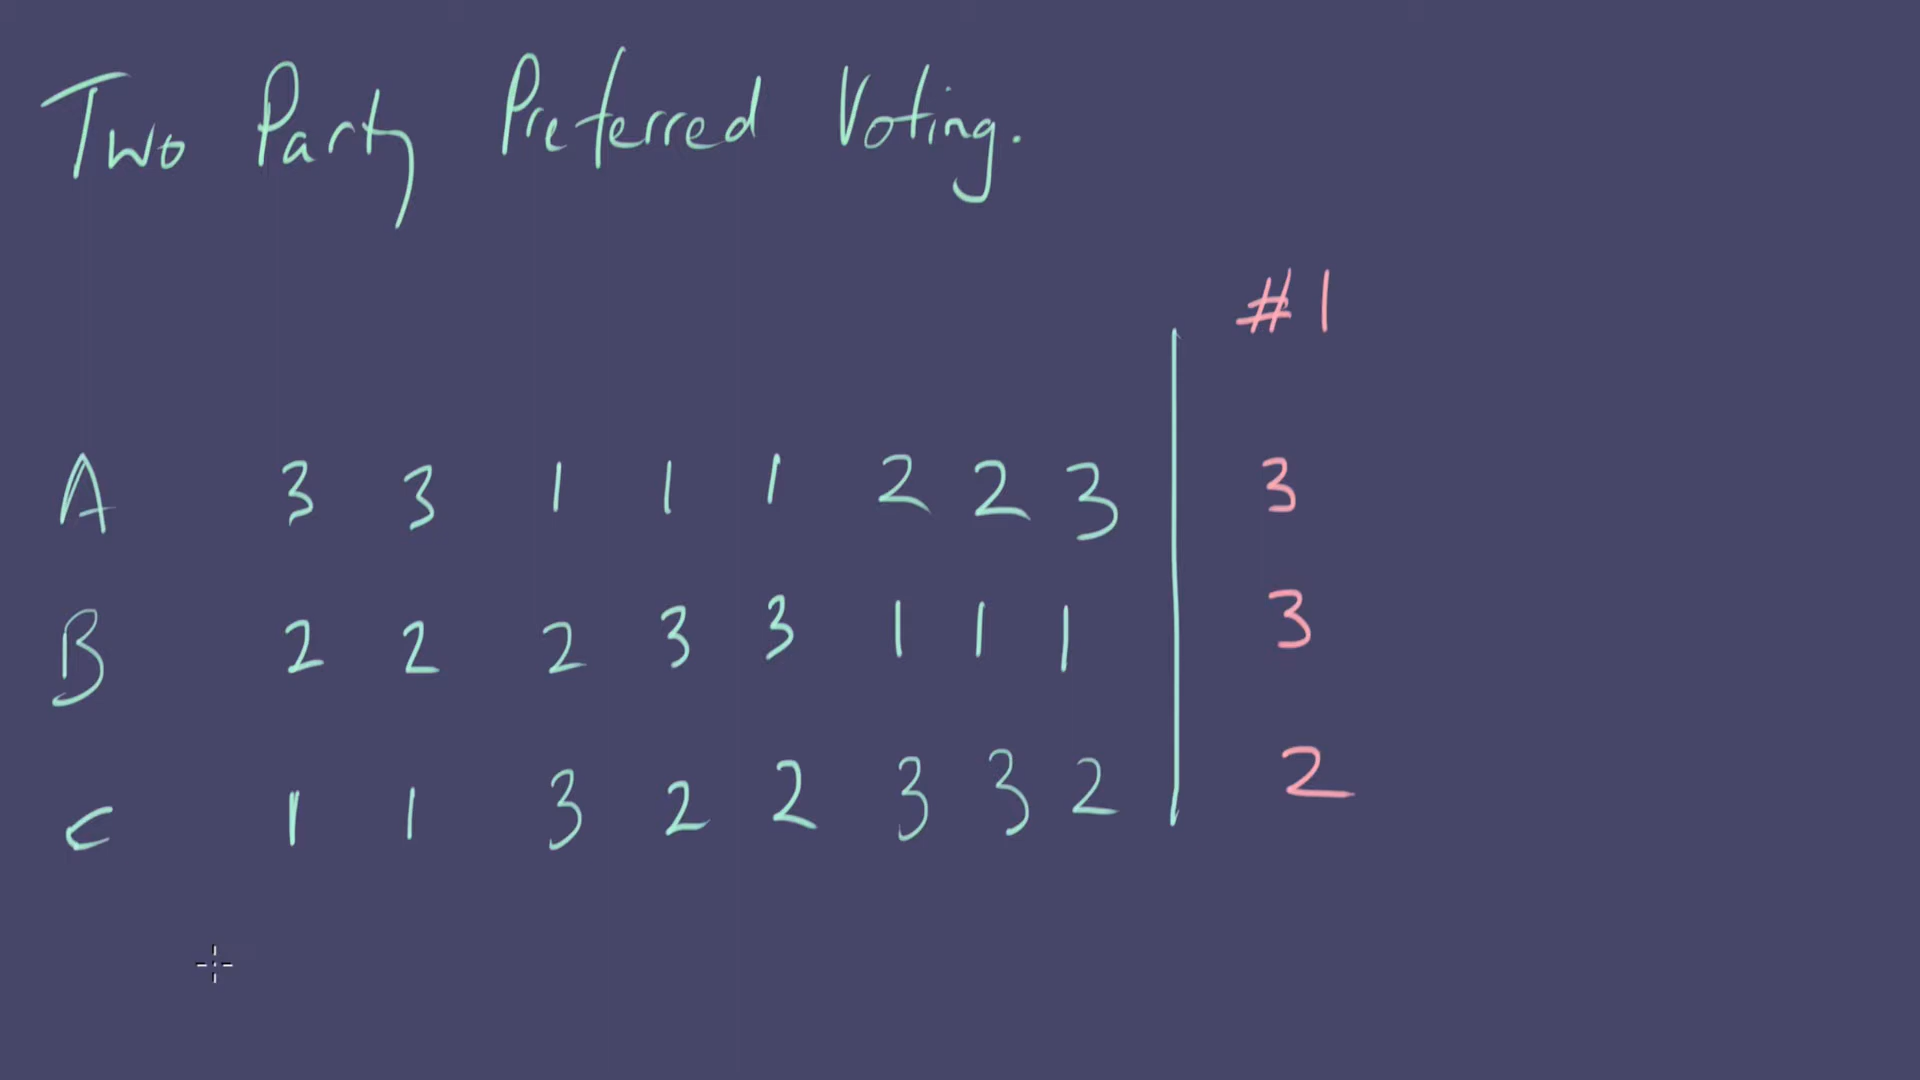 Two Party Preferred Voting.
#1
A 3 3 1 1 1 2 2 3 3
B 2 2 2 3 3 1 1 1 3
C 1 1 3 2 2 3 3 2 2